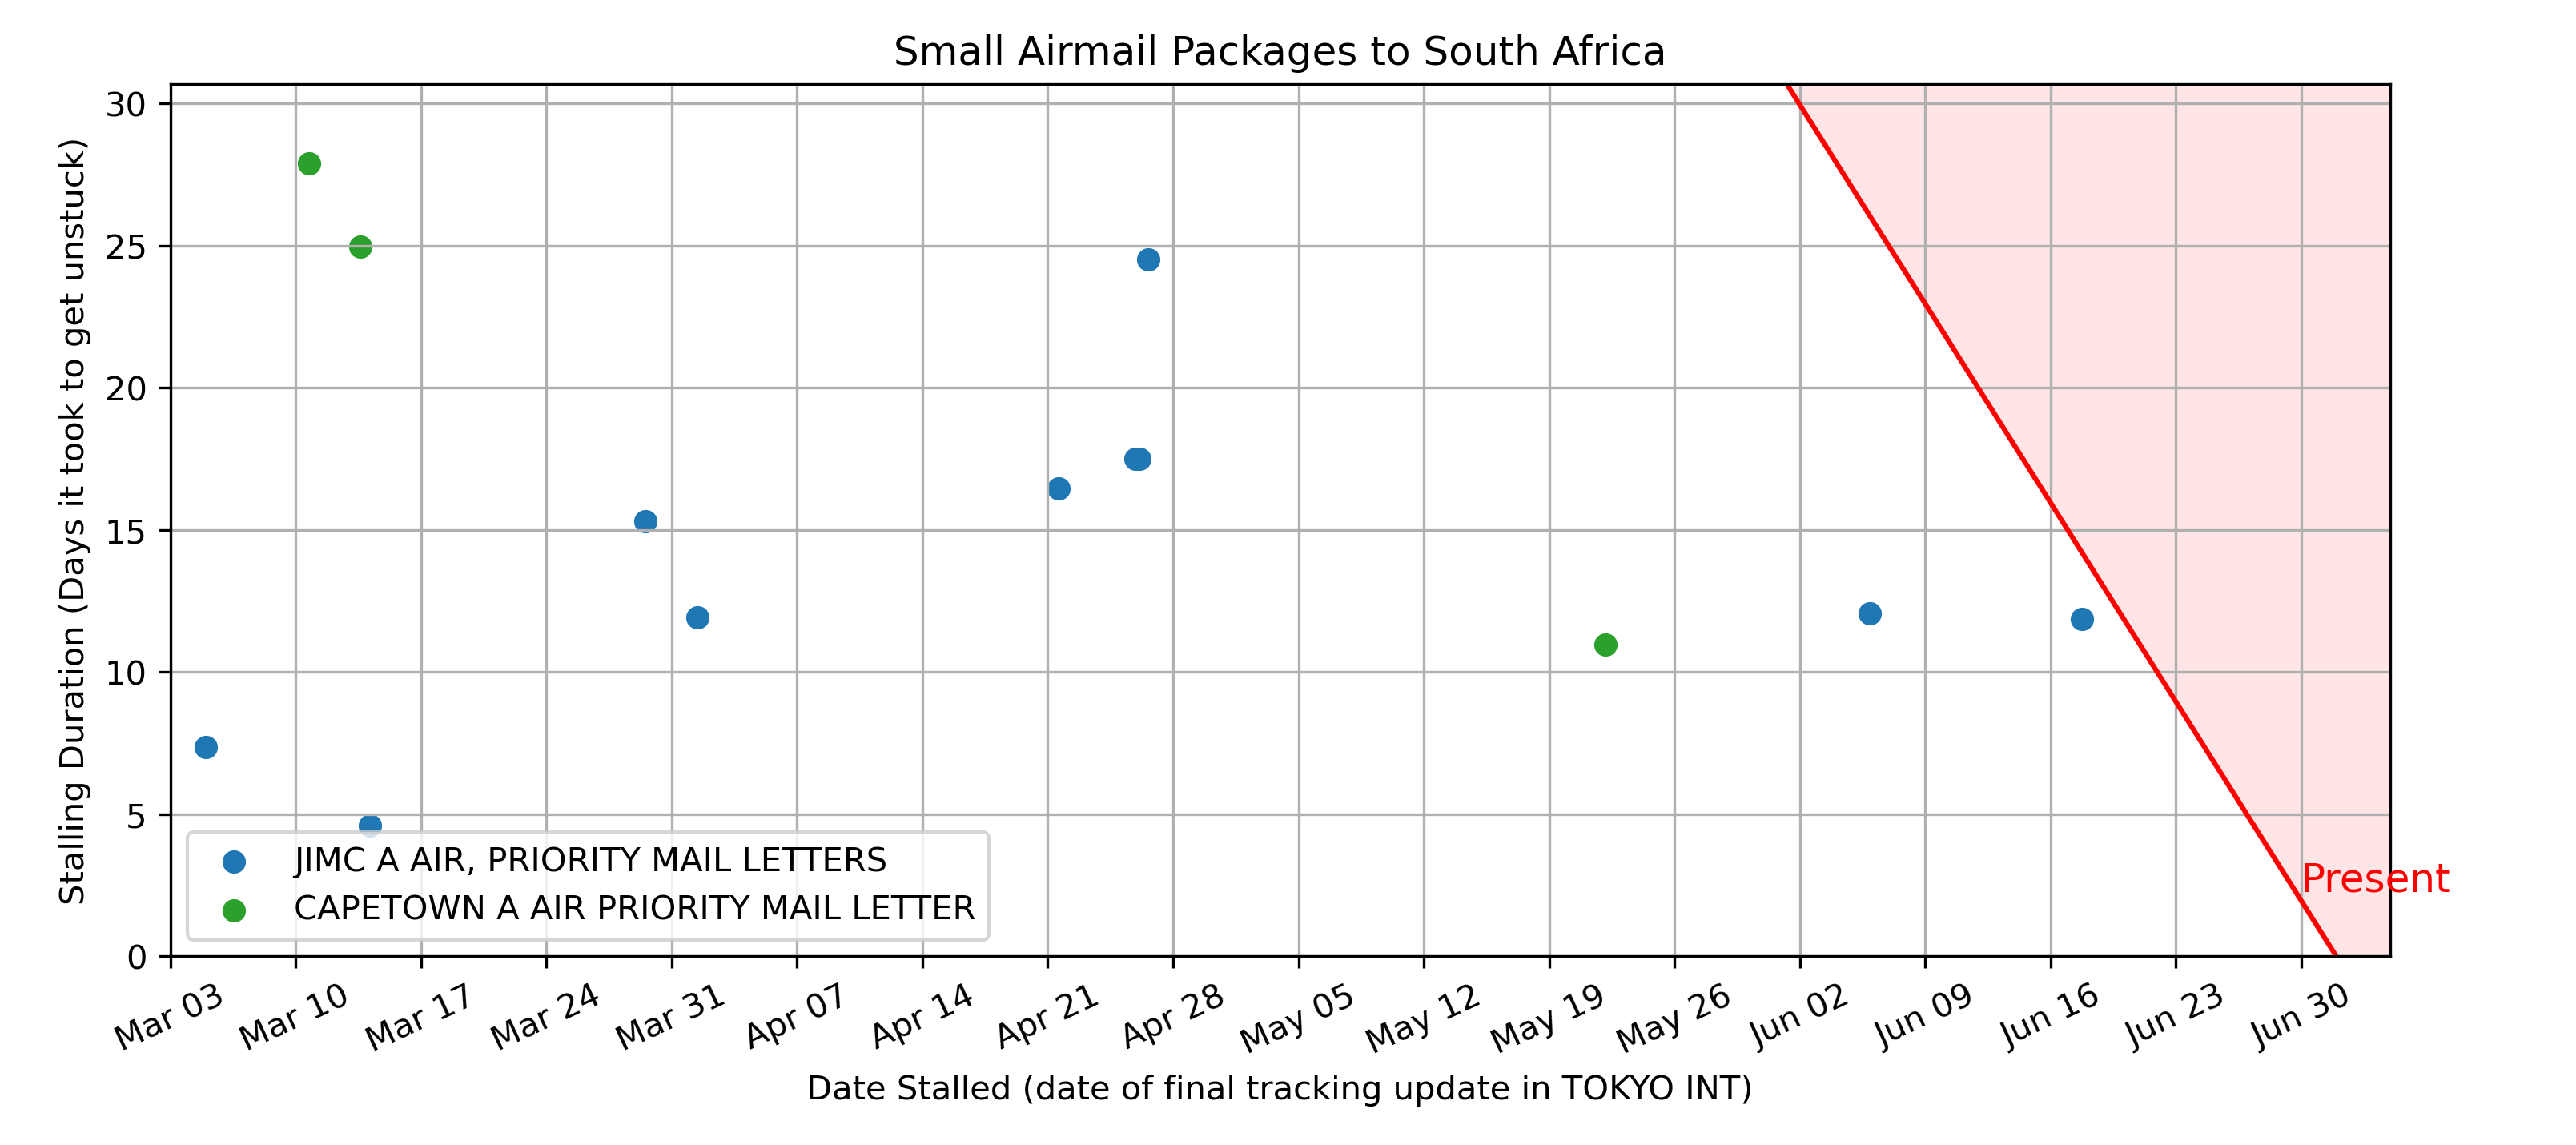 Small Airmail Packages to South Africa
Stalling Duration (Days it took to get unstuck)
30
25
20
15
10
5
0
JIMC A AIR, PRIORITY MAIL LETTERS
CAPETOWN A AIR PRIORITY MAIL LETTER
Present
Mar 03
Mar 10
Mar 17
Mar 24
Mar 31
Apr 07
Apr 14
Apr 21
Apr 28
May 05
May 12
May 19
May 26
Jun 02
Jun 09
Jun 16
Jun 23
Jun 30
Date Stalled (date of final tracking update in TOKYO INT)